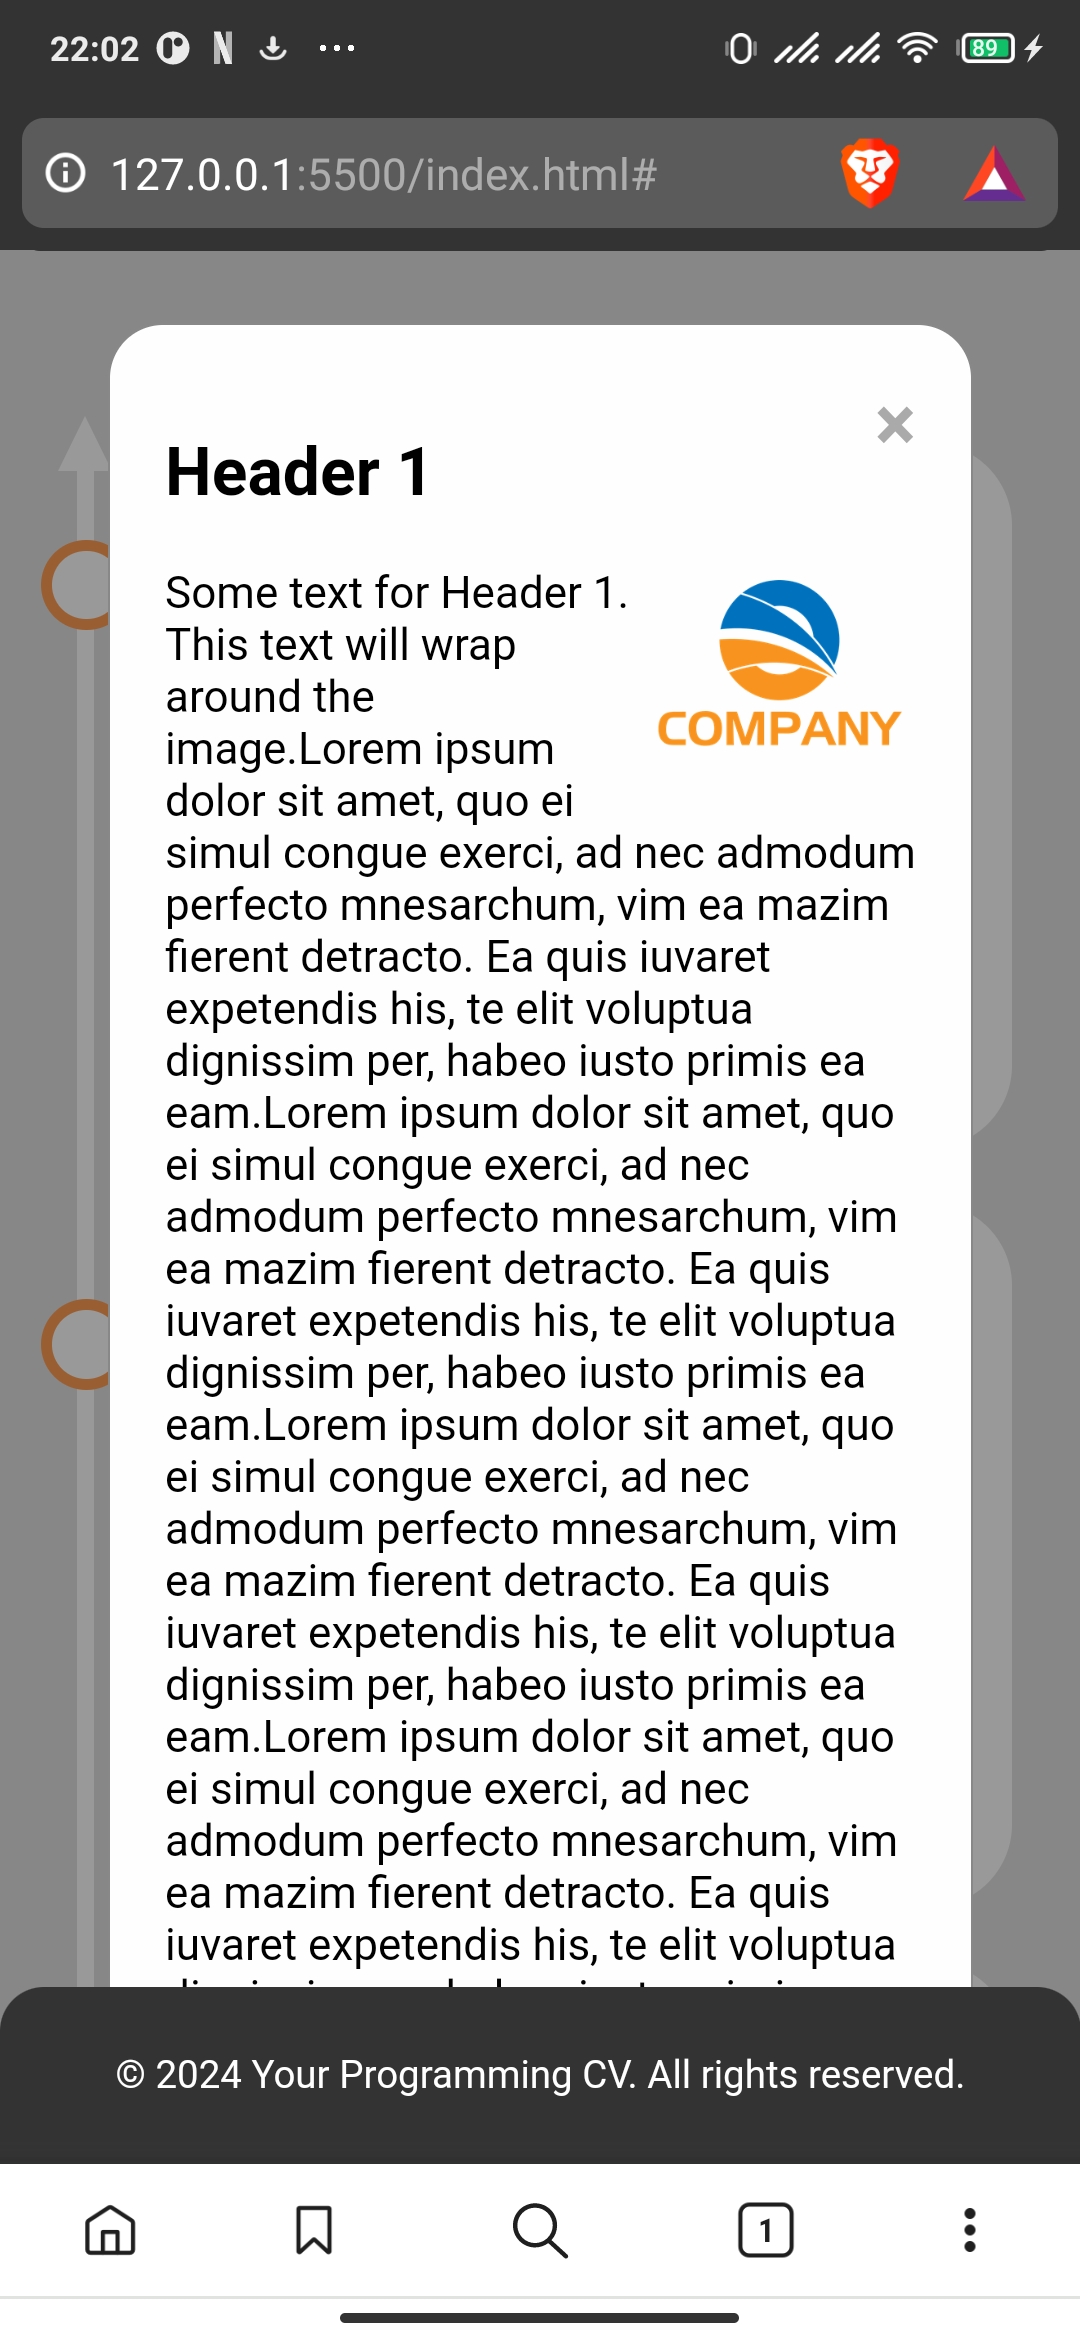 22:02
89
127.0.0.1:5500/index.html#
×
Header 1
Some text for Header 1.
This text will wrap
around the
image.Lorem ipsum
dolor sit amet, quo ei
COMPANY
simul congue exerci, ad nec admodum
perfecto mnesarchum, vim ea mazim
fierent detracto. Ea quis iuvaret
expetendis his, te elit voluptua
dignissim per, habeo iusto primis ea
eam.Lorem ipsum dolor sit amet, quo
ei simul congue exerci, ad nec
admodum perfecto mnesarchum, vim
ea mazim fierent detracto. Ea quis
iuvaret expetendis his, te elit voluptua
dignissim per, habeo iusto primis ea
eam.Lorem ipsum dolor sit amet, quo
ei simul congue exerci, ad nec
admodum perfecto mnesarchum, vim
ea mazim fierent detracto. Ea quis
iuvaret expetendis his, te elit voluptua
dignissim per, habeo iusto primis ea
eam.Lorem ipsum dolor sit amet, quo
ei simul congue exerci, ad nec
admodum perfecto mnesarchum, vim
ea mazim fierent detracto. Ea quis
iuvaret expetendis his, te elit voluptua
© 2024 Your Programming CV. All rights reserved.
1